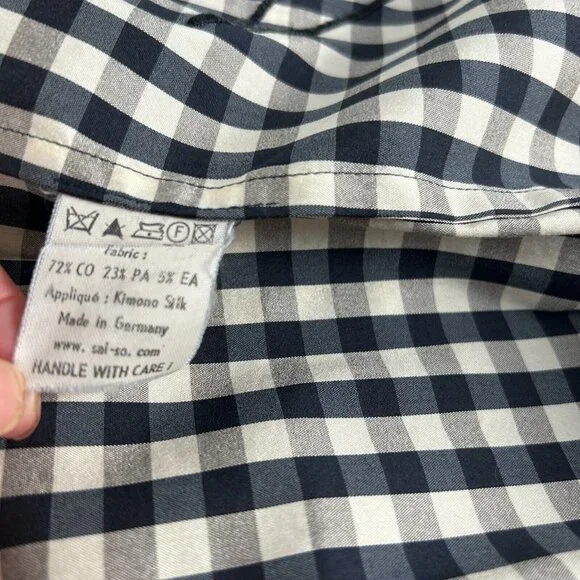 F
Fabric :
72% CO 23% PA 5% EA
Appliqué : Kimono Silk
Made in Germany
www. sal-so. com
HANDLE WITH CARE !